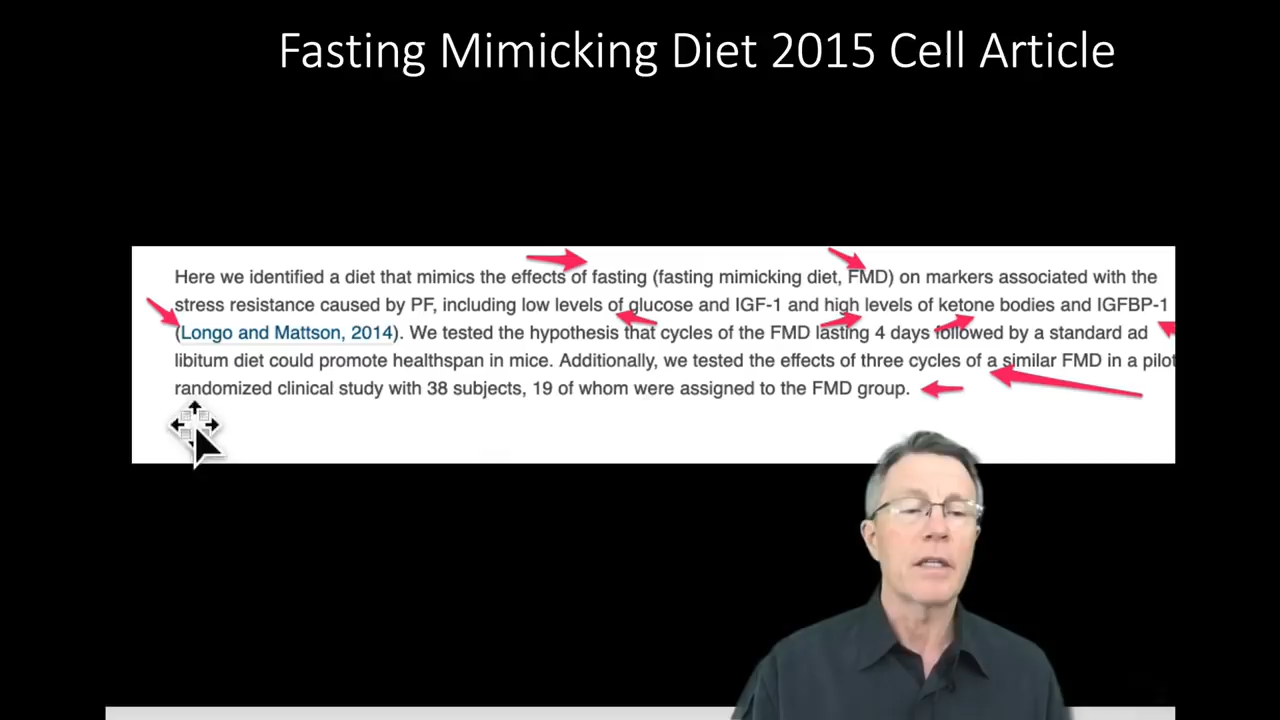 Fasting Mimicking Diet 2015 Cell Article
Here we identified a diet that mimics the effects of fasting (fasting mimicking diet, FMD) on markers associated with the
stress resistance caused by PF, including low levels of glucose and IGF-1 and high levels of ketone bodies and IGFBP-1
(Longo and Mattson, 2014). We tested the hypothesis that cycles of the FMD lasting 4 days followed by a standard ad
libitum diet could promote healthspan in mice. Additionally, we tested the effects of three cycles of a similar FMD in a pilot
randomized clinical study with 38 subjects, 19 of whom were assigned to the FMD group.